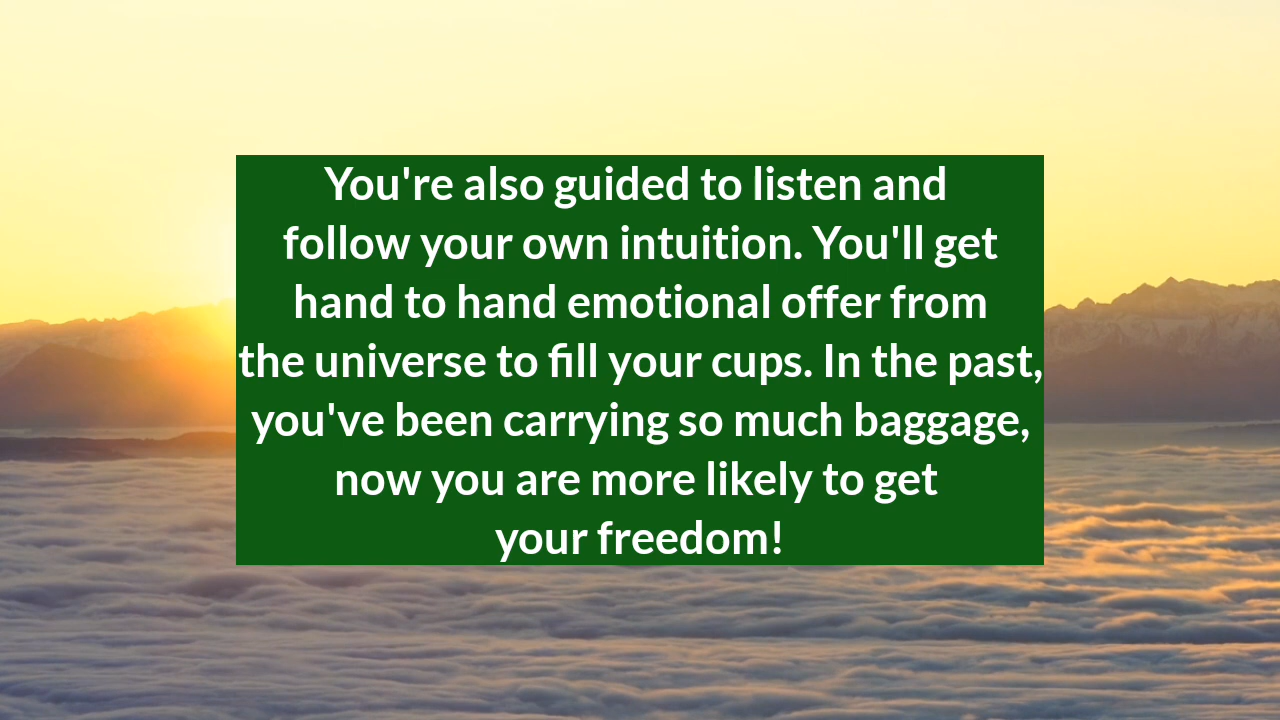 You're also guided to listen and
follow your own intuition. You'll get
hand to hand emotional offer from
the universe to fill your cups. In the past,
you've been carrying so much baggage,
now you are more likely to get
your freedom!